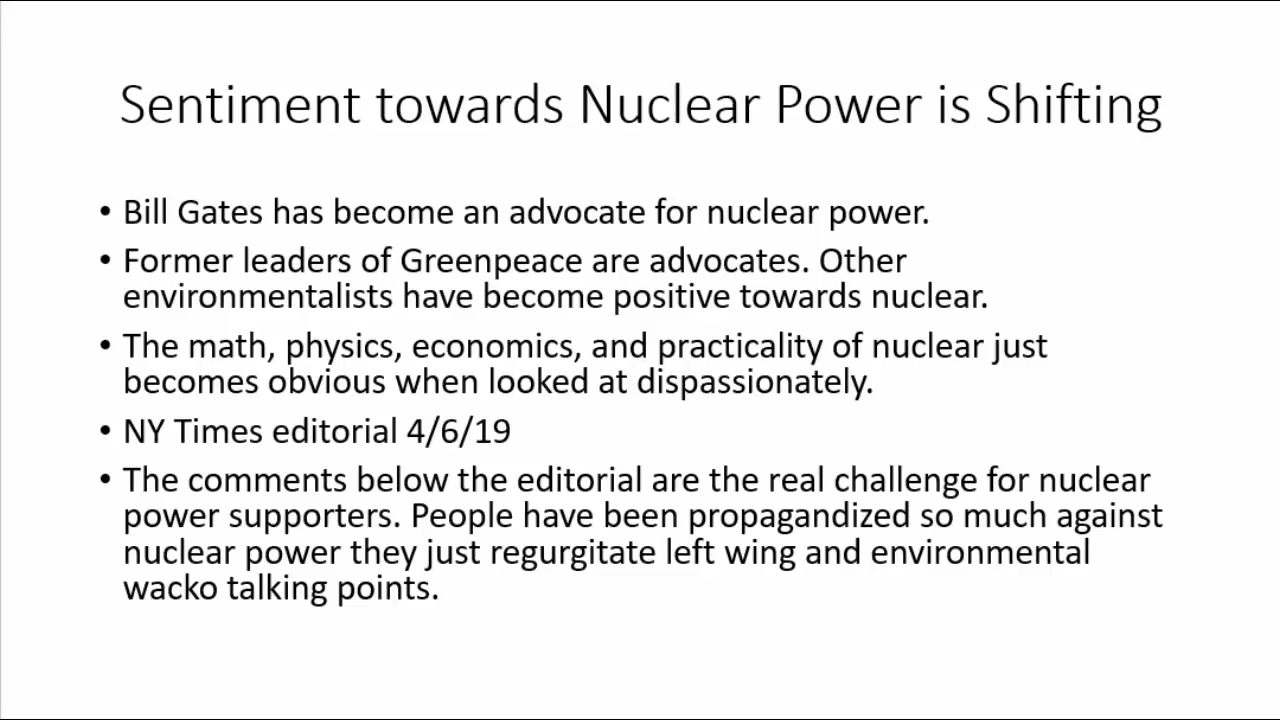 Sentiment towards Nuclear Power is Shifting
• Bill Gates has become an advocate for nuclear power.
• Former leaders of Greenpeace are advocates. Other
environmentalists have become positive towards nuclear.
• The math, physics, economics, and practicality of nuclear just
becomes obvious when looked at dispassionately.
• NY Times editorial 4/6/19
• The comments below the editorial are the real challenge for nuclear
power supporters. People have been propagandized so much against
nuclear power they just regurgitate left wing and environmental
wacko talking points.